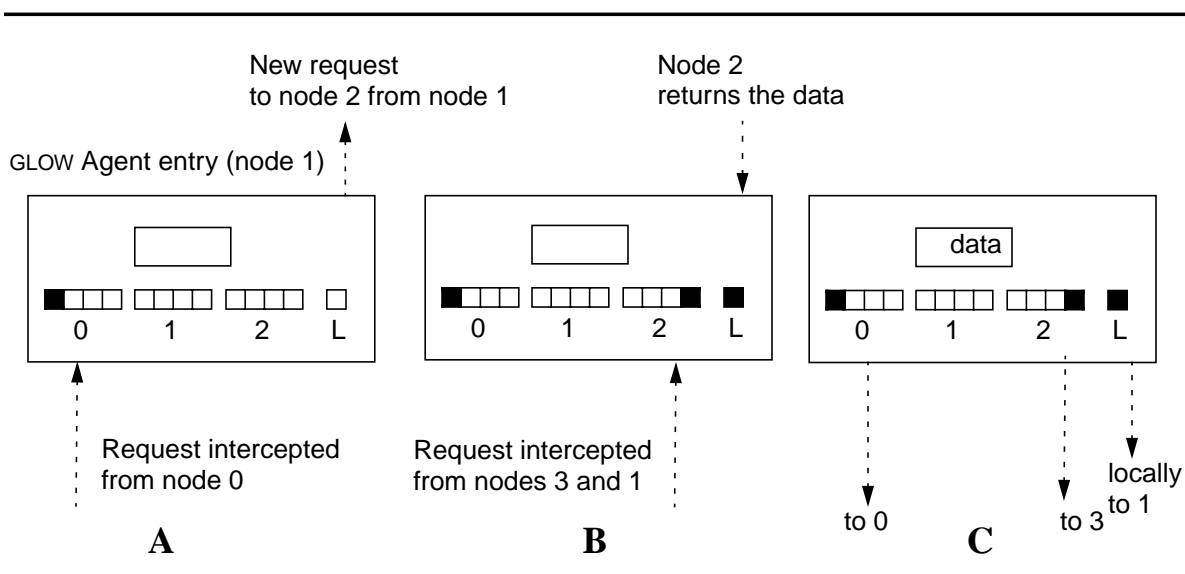 New request
to node 2 from node 1
Node 2
returns the data
GLOW Agent entry (node 1)
data
0 1 2 L
0 1 2 L
0 1 2 L
Request intercepted
from node 0
Request intercepted
from nodes 3 and 1
to 0
to 3
locally
to 1
A
B
C